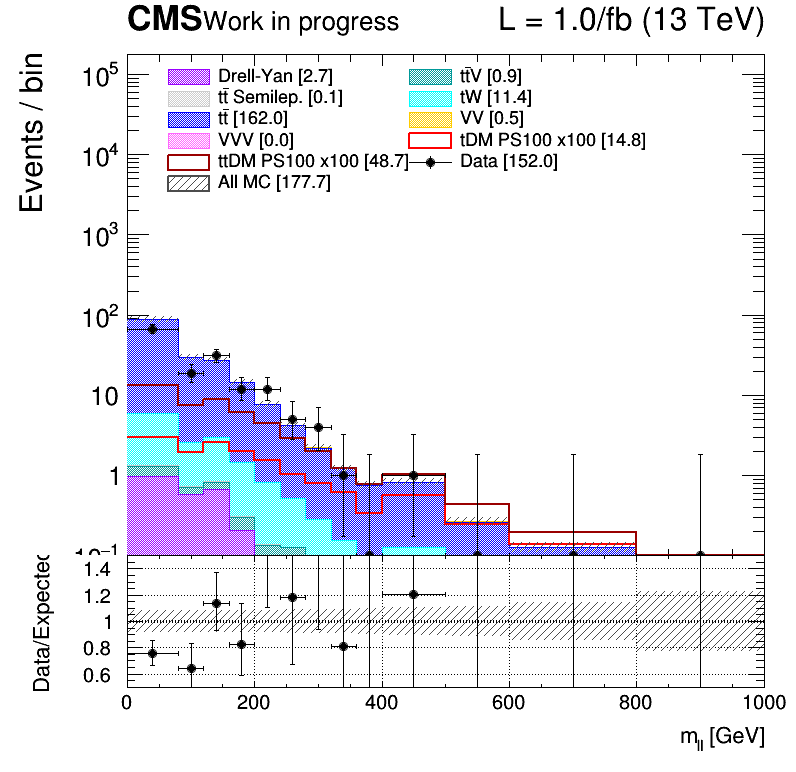 CMS Work in progress L = 1.0/fb (13 TeV)
Events / bin
Drell-Yan [2.7]
tt̄V [0.9]
tt̄ Semilep. [0.1]
tW [11.4]
tt̄ [162.0]
VV [0.5]
VVV [0.0]
tDM PS100 x100 [14.8]
ttDM PS100 x100 [48.7]
Data [152.0]
All MC [177.7]
10⁵
10⁴
10³
10²
10
1
10⁻¹
Data/Expected
1.4
1.2
1
0.8
0.6
0 200 400 600 800 1000
m_ll [GeV]